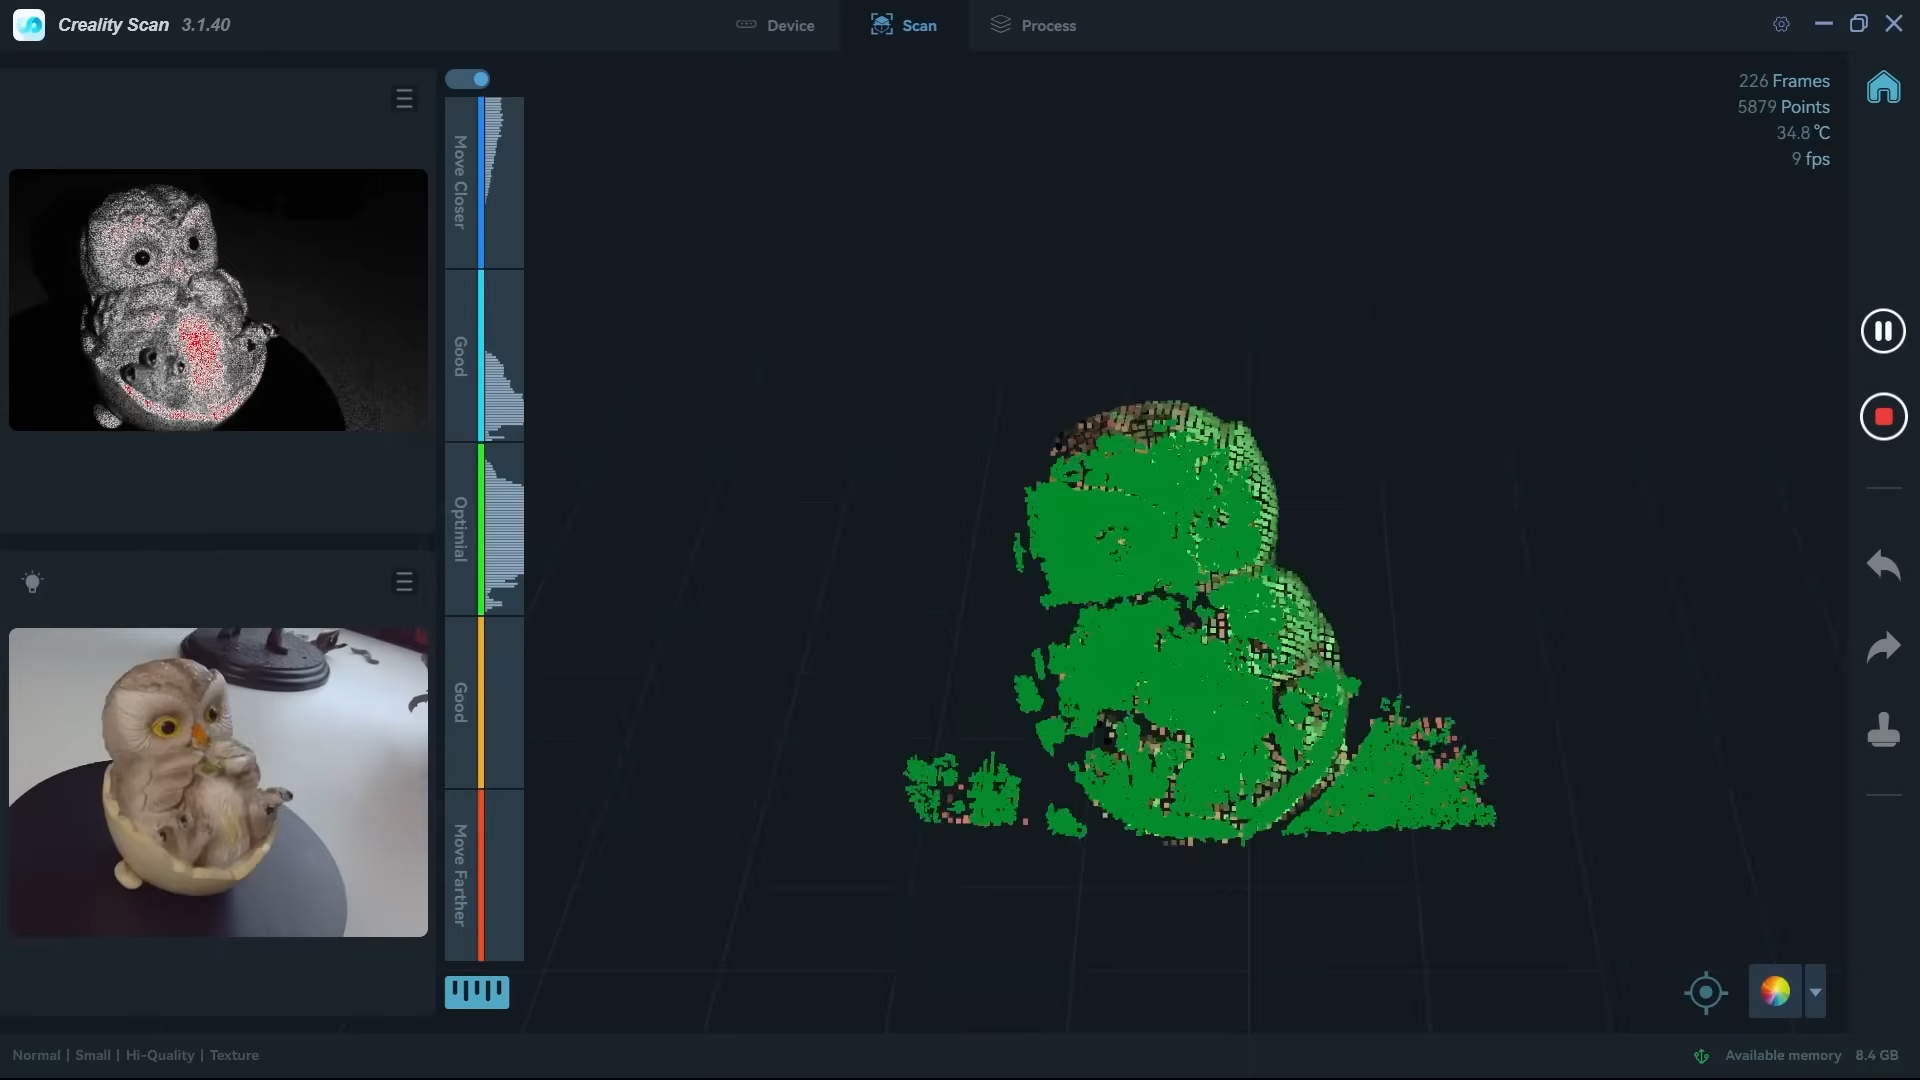 Creality Scan 3.1.40
Device
Scan
Process
226 Frames
5879 Points
34.8 °C
9 fps
Move Closer
Good
Optimial
Good
Move Farther
Normal | Small | Hi-Quality | Texture
Available memory 8.4 GB